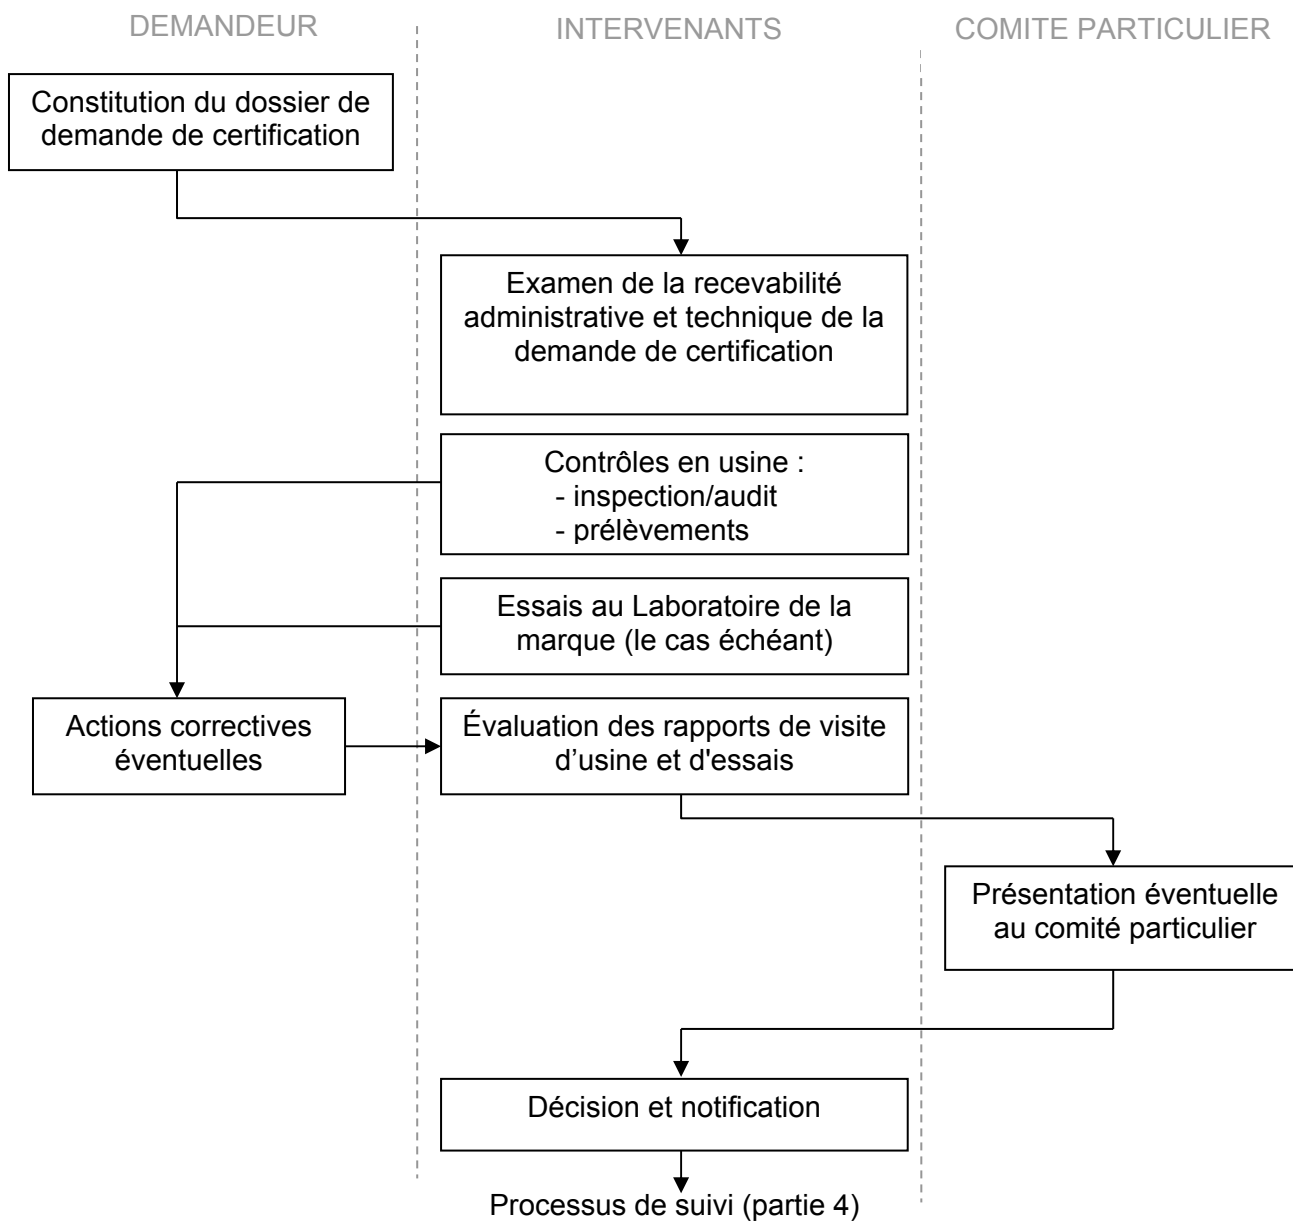 DEMANDEUR
INTERVENANTS
COMITE PARTICULIER
Constitution du dossier de
demande de certification
Examen de la recevabilité
administrative et technique de la
demande de certification
Contrôles en usine :
- inspection/audit
- prélèvements
Essais au Laboratoire de la
marque (le cas échéant)
Actions correctives
éventuelles
Évaluation des rapports de visite
d’usine et d'essais
Présentation éventuelle
au comité particulier
Décision et notification
Processus de suivi (partie 4)